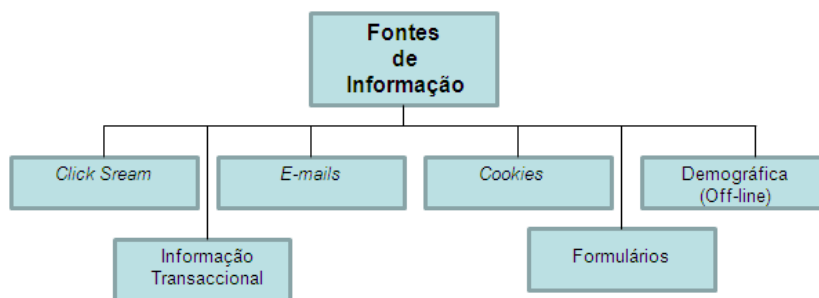 Fontes
de
Informação
Click Sream
E-mails
Cookies
Demográfica
(Off-line)
Informação
Transaccional
Formulários